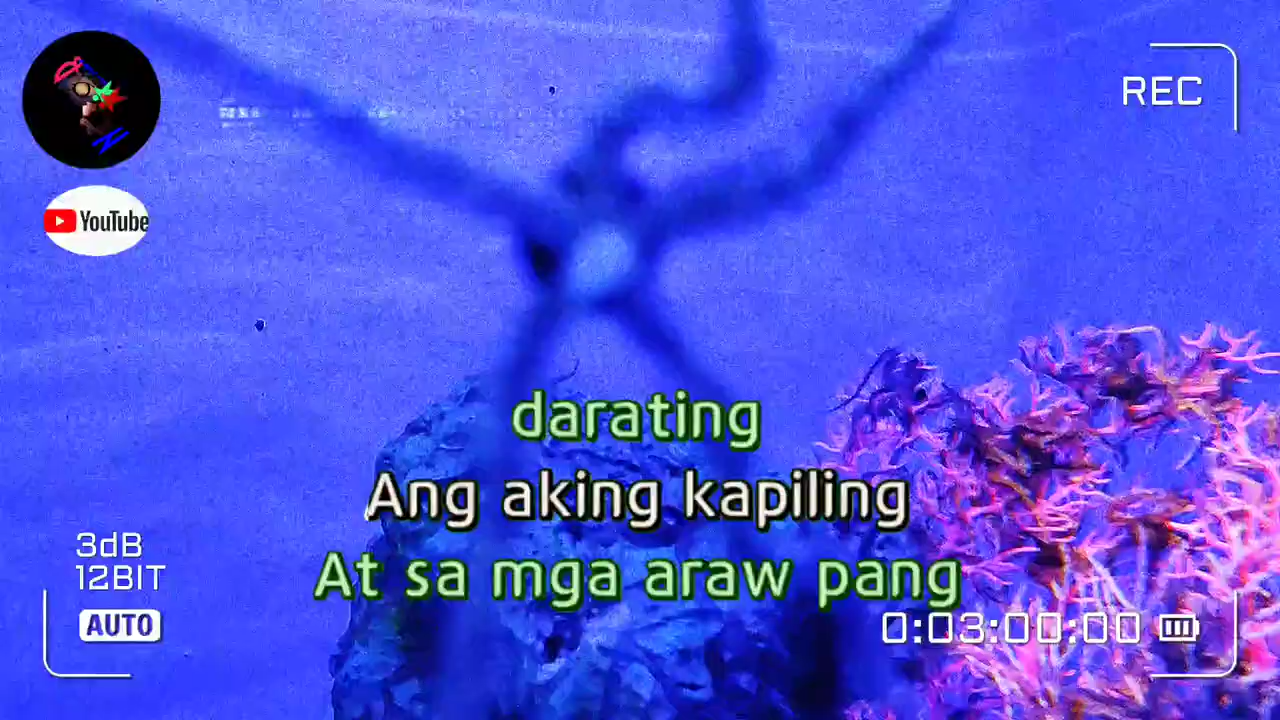 REC
YouTube
darating
Ang aking kapiling
At sa mga araw pang
3dB
12BIT
AUTO
0:03:00:00